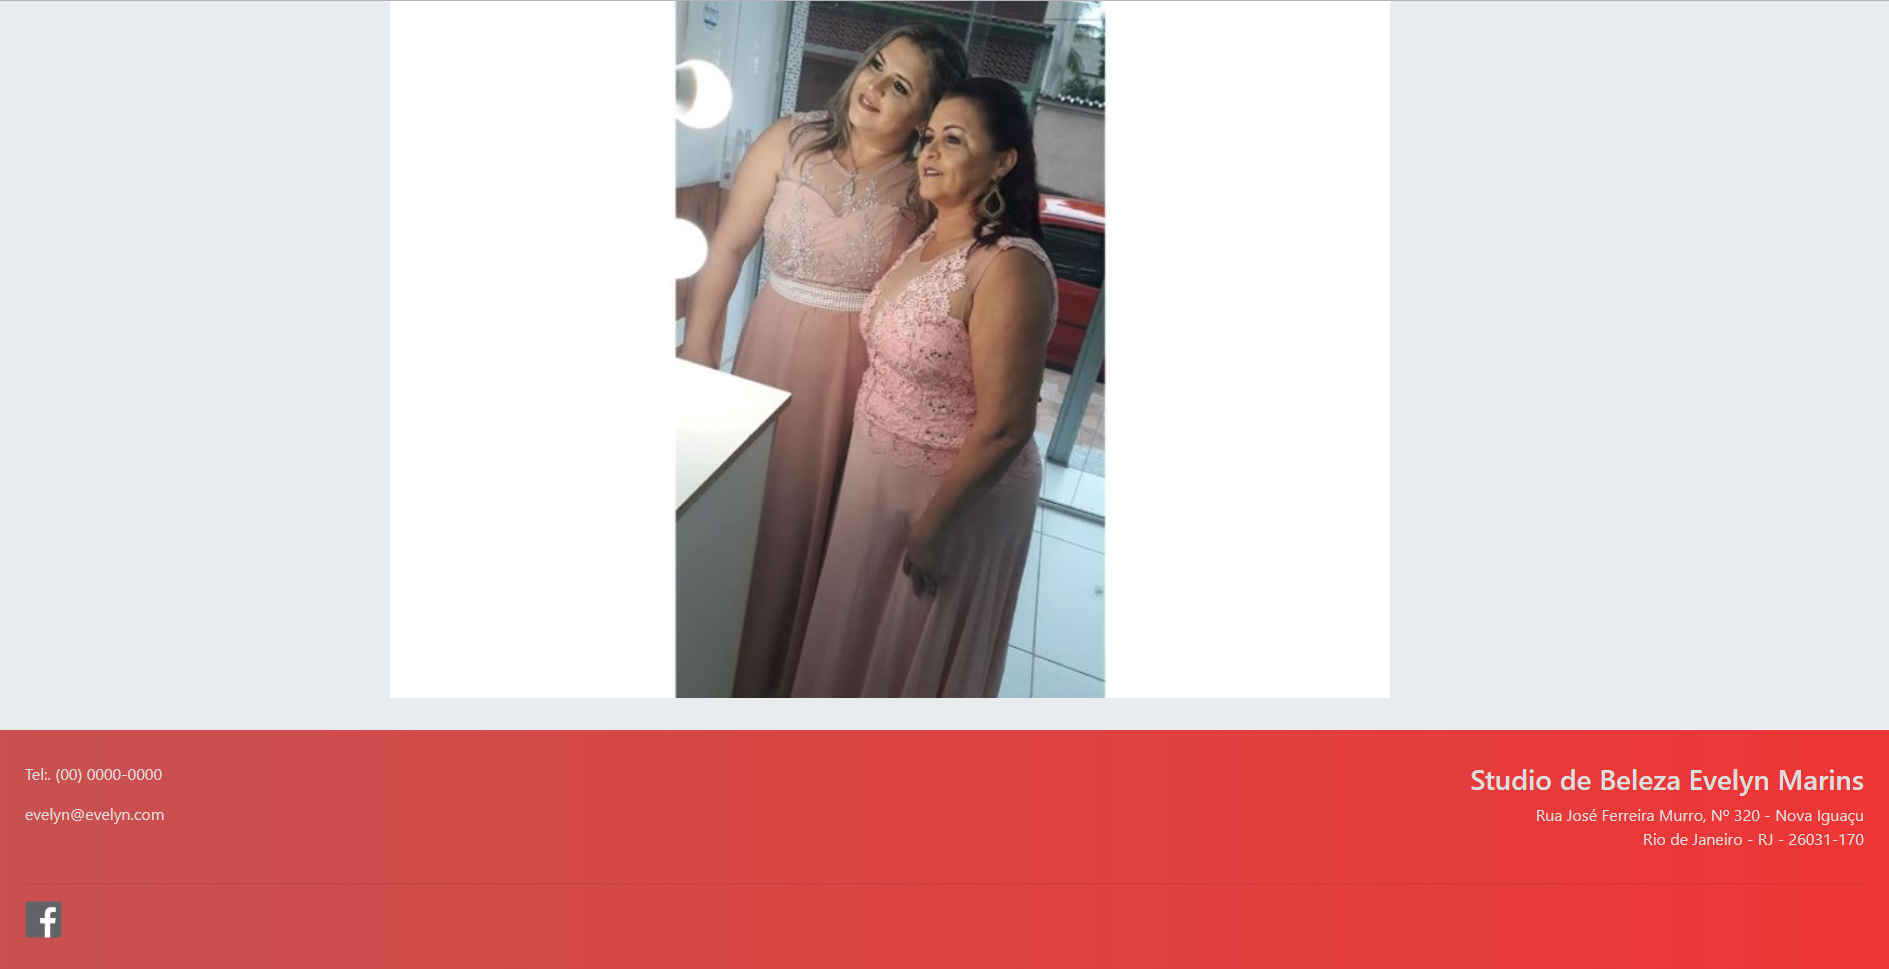 Tel:. (00) 0000-0000
evelyn@evelyn.com
Studio de Beleza Evelyn Marins
Rua José Ferreira Murro, Nº 320 - Nova Iguaçu
Rio de Janeiro - RJ - 26031-170